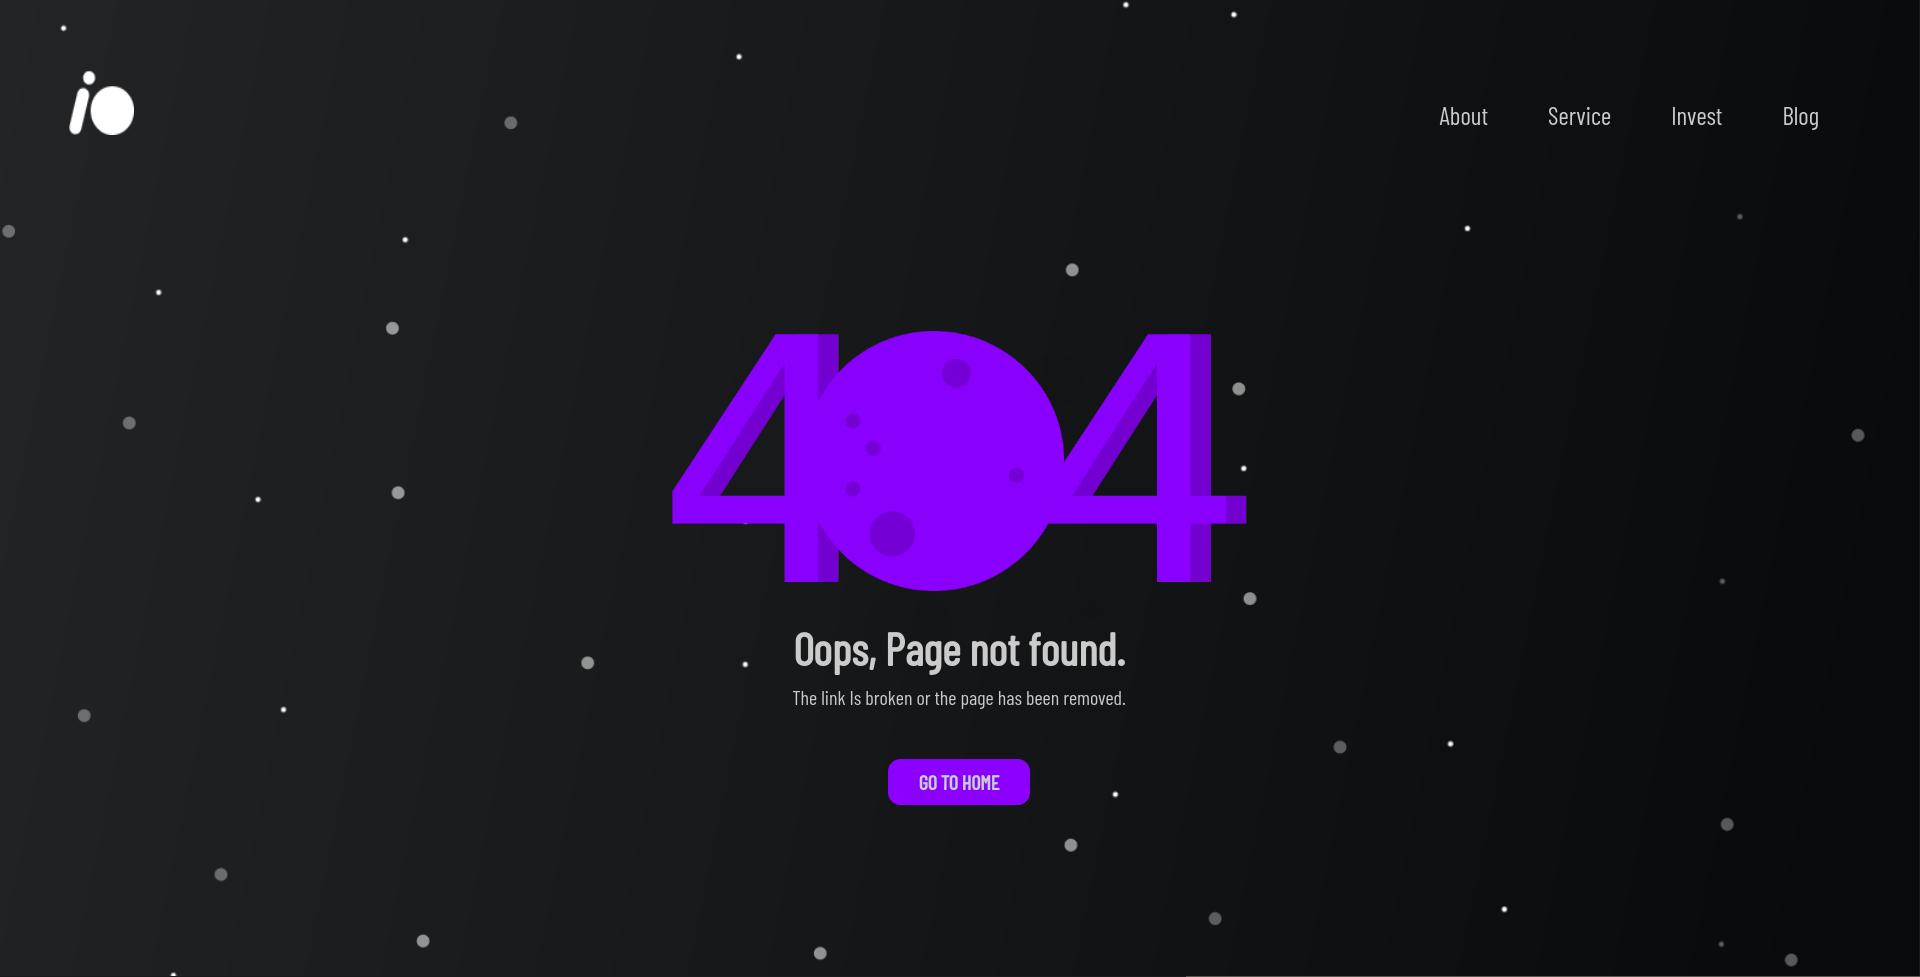 io
About Service Invest Blog
404
Oops, Page not found.
The link Is broken or the page has been removed.
GO TO HOME